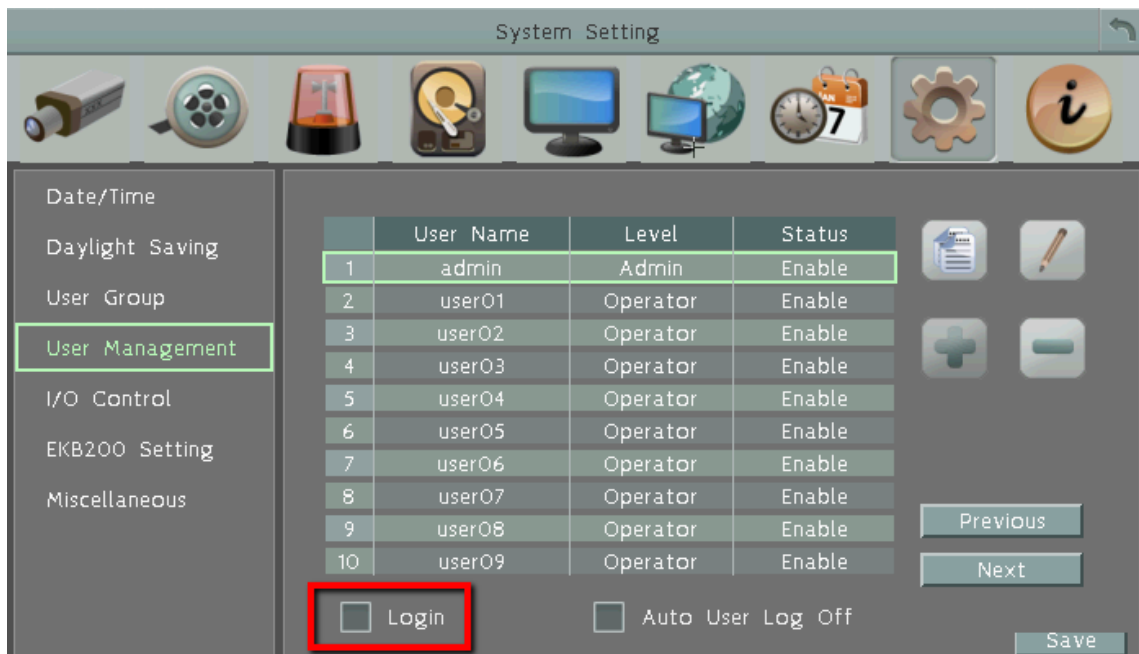 System Setting
JAN
7
i
Date/Time
Daylight Saving
User Group
User Management
I/O Control
EKB200 Setting
Miscellaneous
User Name Level Status
1 admin Admin Enable
2 user01 Operator Enable
3 user02 Operator Enable
4 user03 Operator Enable
5 user04 Operator Enable
6 user05 Operator Enable
7 user06 Operator Enable
8 user07 Operator Enable
9 user08 Operator Enable
10 user09 Operator Enable
Previous
Next
Login Auto User Log Off
Save